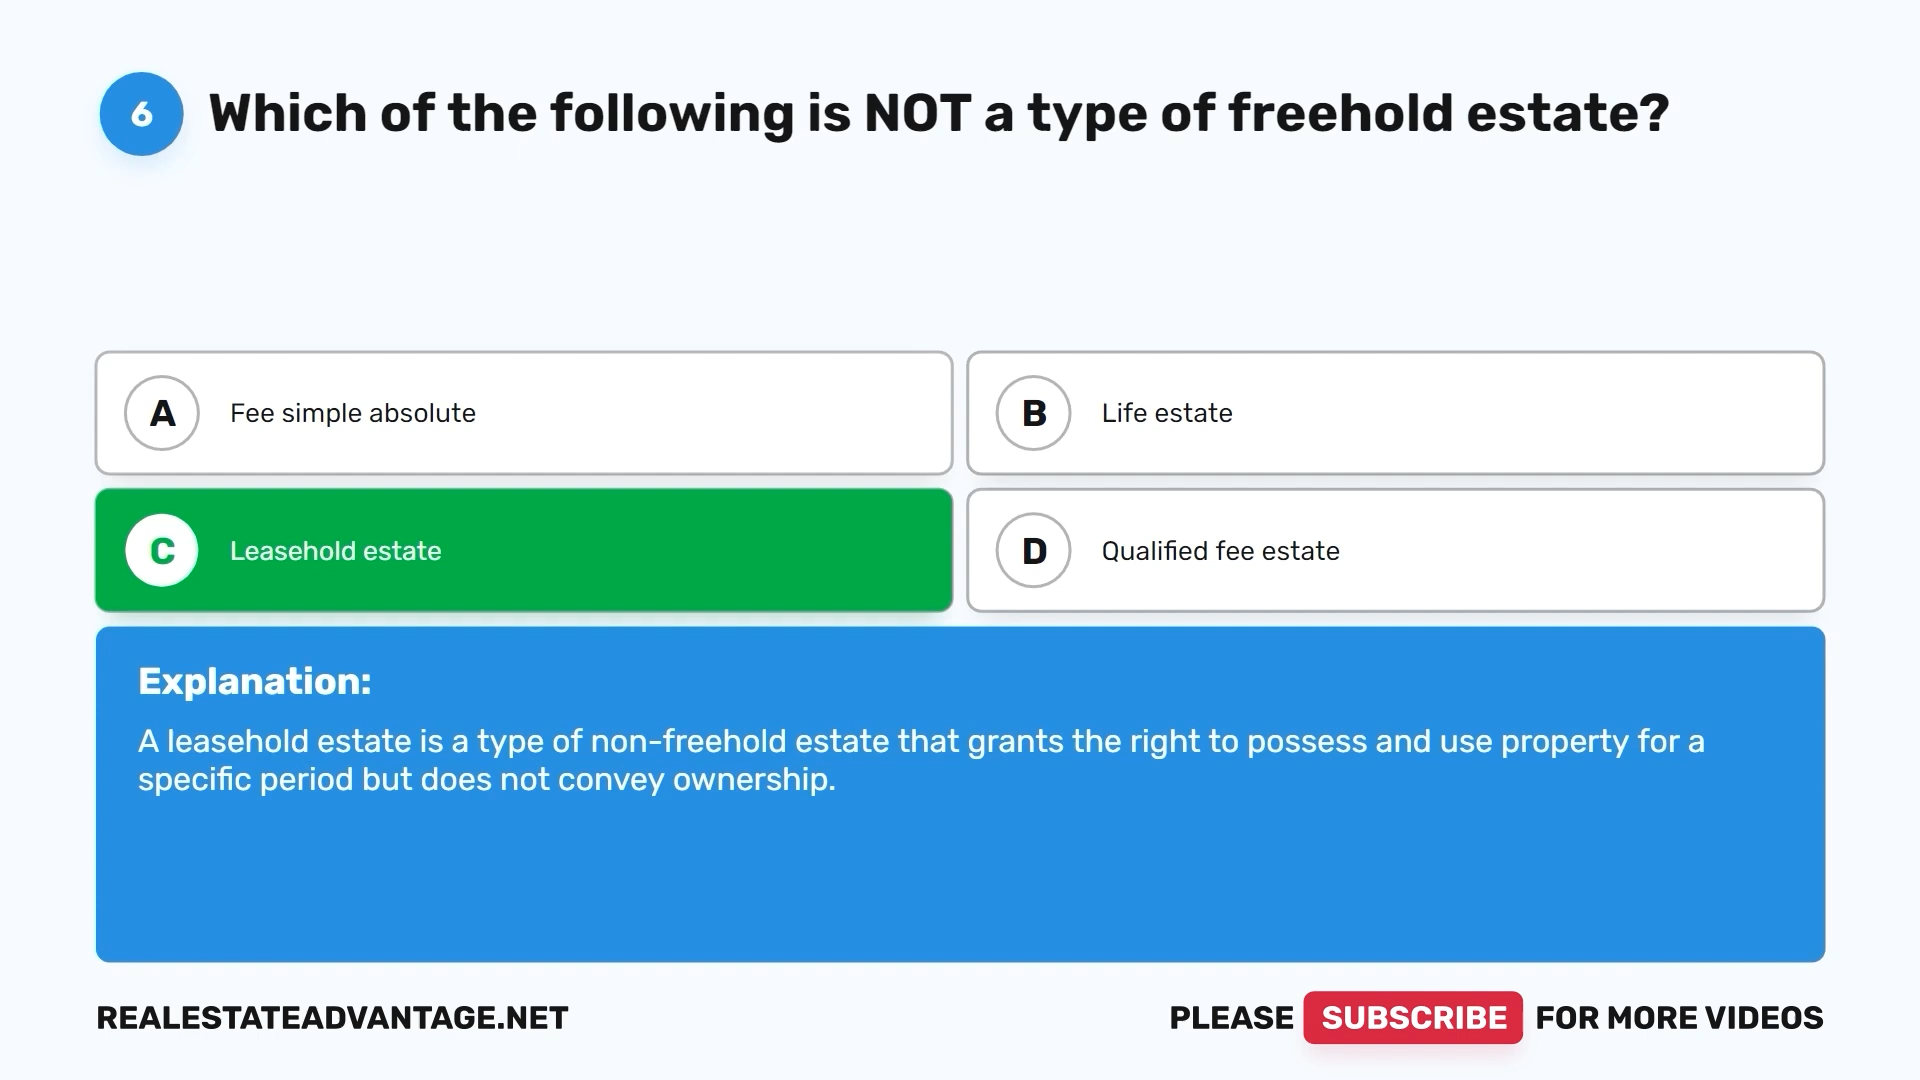 6 Which of the following is NOT a type of freehold estate?
A Fee simple absolute
B Life estate
C Leasehold estate
D Qualified fee estate
Explanation:
A leasehold estate is a type of non-freehold estate that grants the right to possess and use property for a
specific period but does not convey ownership.
REALESTATEADVANTAGE.NET
PLEASE SUBSCRIBE FOR MORE VIDEOS